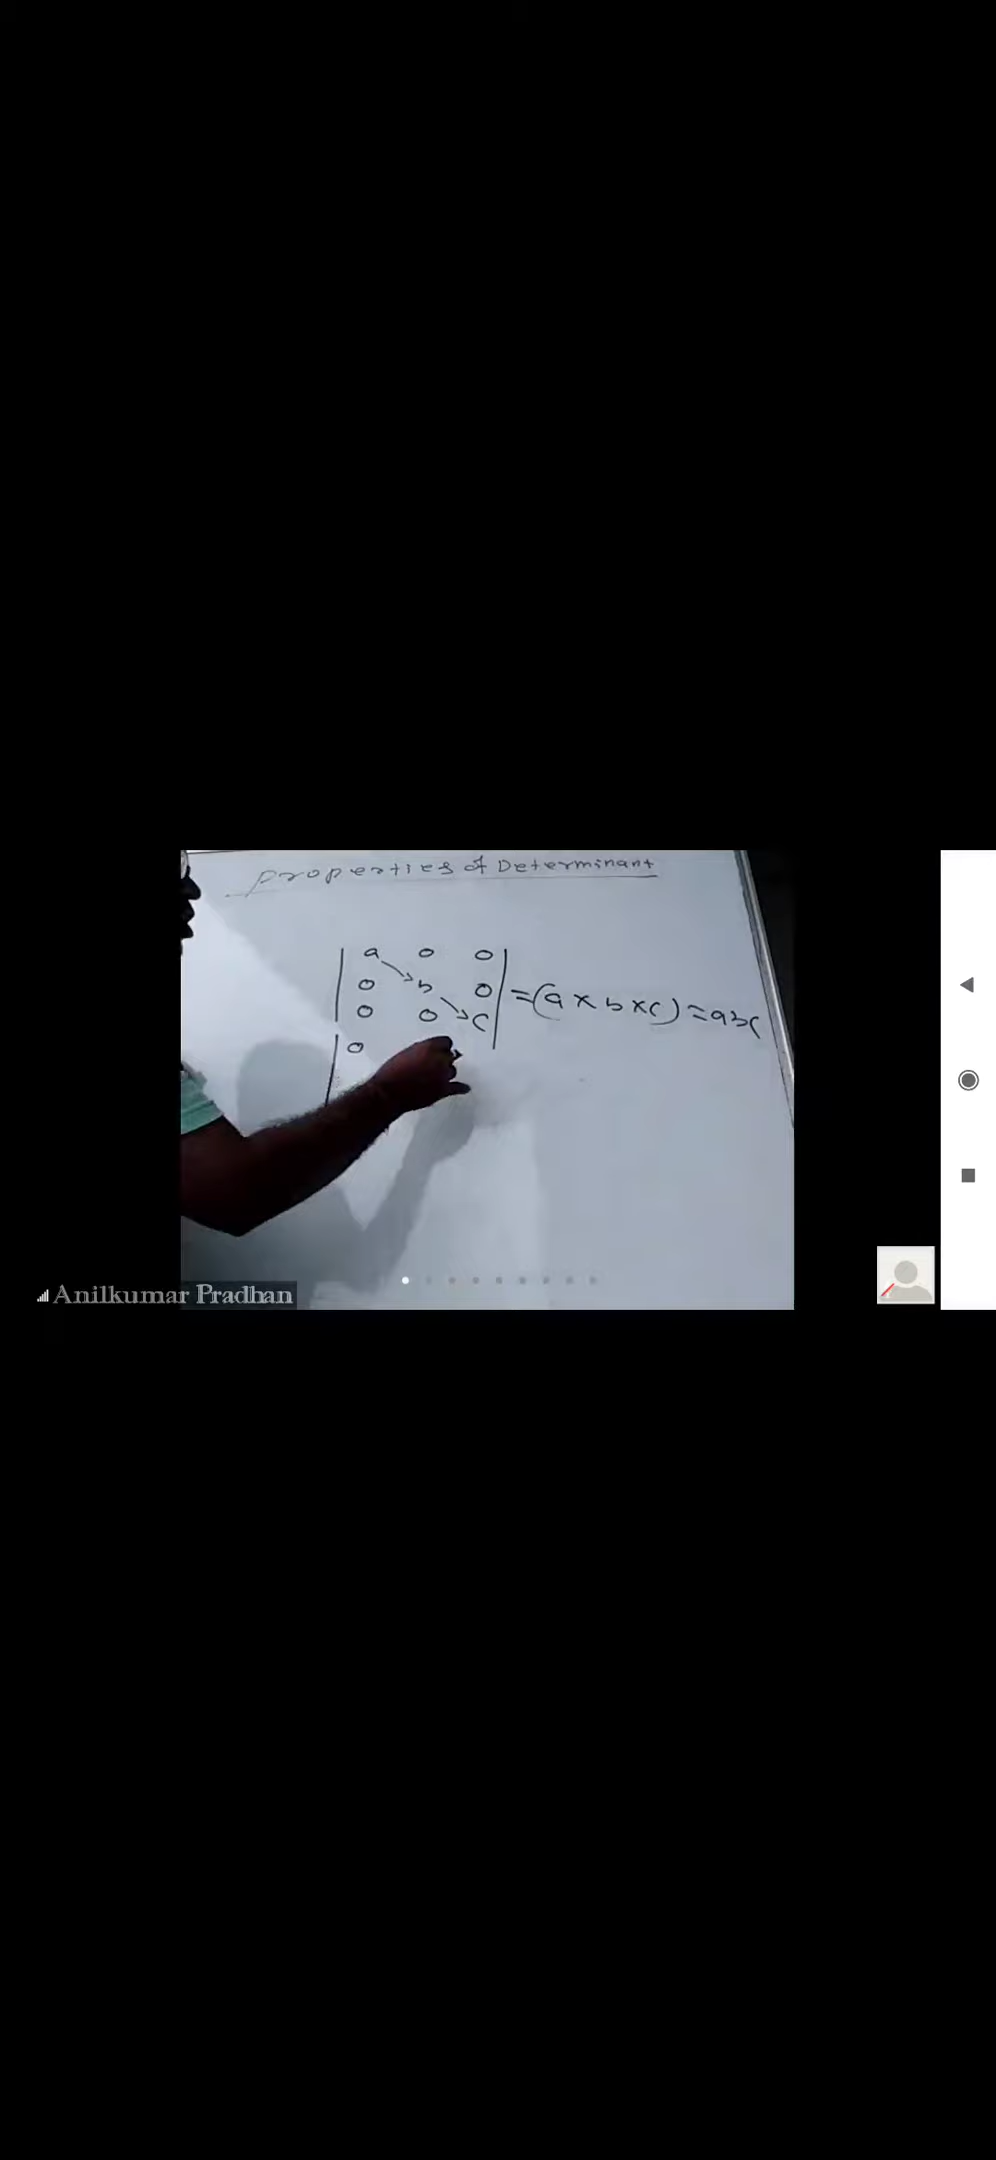 Properties of Determinant
a 0 0
0 b 0 = (a × b × c) = abc
0 0 c
0
Anilkumar Pradhan